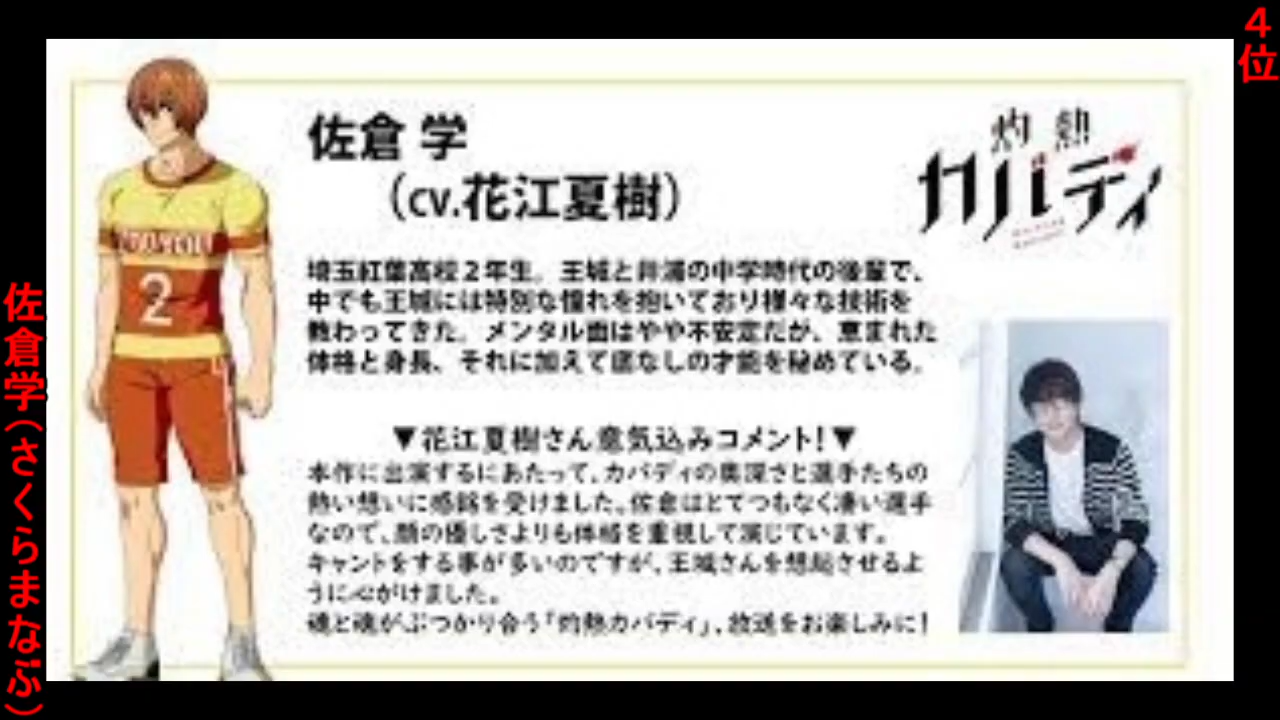 4位
佐倉 学
(cv.花江夏樹)
灼熱
カバディ
埼玉紅葉高校2年生。王城と井浦の中学時代の後輩で、
中でも王城には特別な憧れを抱いており様々な技術を
教わってきた。メンタル面はやや不安定だが、恵まれた
体格と身長、それに加えて底なしの才能を秘めている。
▼花江夏樹さん意気込みコメント!▼
本作に出演するにあたって、カバディの奥深さと選手たちの
熱い想いに感銘を受けました。佐倉はとてつもなく凄い選手
なので、顔の優しさよりも体格を重視して演じています。
キャントをする事が多いのですが、王城さんを想起させるよ
うに心がけました。
魂と魂がぶつかり合う「灼熱カバディ」、放送をお楽しみに!
2
佐倉学(さくらまなぶ)